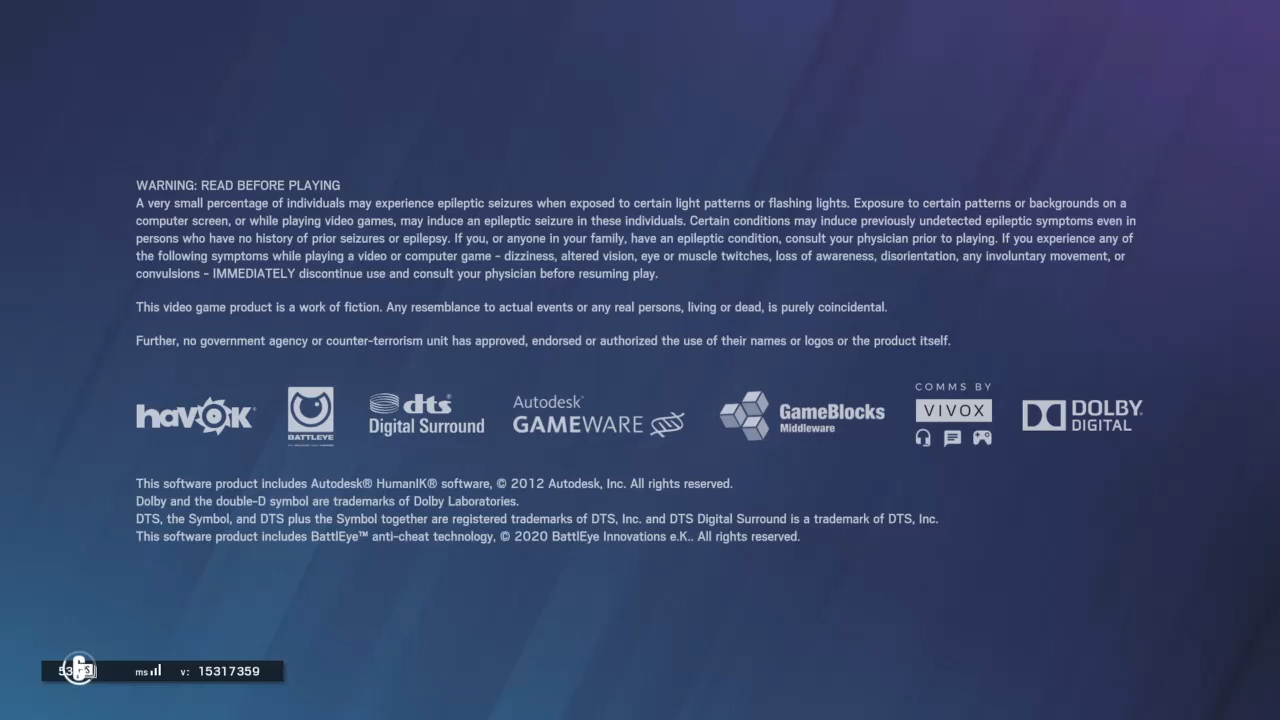 WARNING: READ BEFORE PLAYING
A very small percentage of individuals may experience epileptic seizures when exposed to certain light patterns or flashing lights. Exposure to certain patterns or backgrounds on a
computer screen, or while playing video games, may induce an epileptic seizure in these individuals. Certain conditions may induce previously undetected epileptic symptoms even in
persons who have no history of prior seizures or epilepsy. If you, or anyone in your family, have an epileptic condition, consult your physician prior to playing. If you experience any of
the following symptoms while playing a video or computer game - dizziness, altered vision, eye or muscle twitches, loss of awareness, disorientation, any involuntary movement, or
convulsions - IMMEDIATELY discontinue use and consult your physician before resuming play.
This video game product is a work of fiction. Any resemblance to actual events or any real persons, living or dead, is purely coincidental.
Further, no government agency or counter-terrorism unit has approved, endorsed or authorized the use of their names or logos or the product itself.
havok
BATTLEYE
dts
Digital Surround
Autodesk
GAMEWARE
GameBlocks
Middleware
COMMS BY
VIVOX
DOLBY
DIGITAL
This software product includes Autodesk® HumanIK® software, © 2012 Autodesk, Inc. All rights reserved.
Dolby and the double-D symbol are trademarks of Dolby Laboratories.
DTS, the Symbol, and DTS plus the Symbol together are registered trademarks of DTS, Inc. and DTS Digital Surround is a trademark of DTS, Inc.
This software product includes BattlEye™ anti-cheat technology, © 2020 BattlEye Innovations e.K.. All rights reserved.
ms v: 15317359